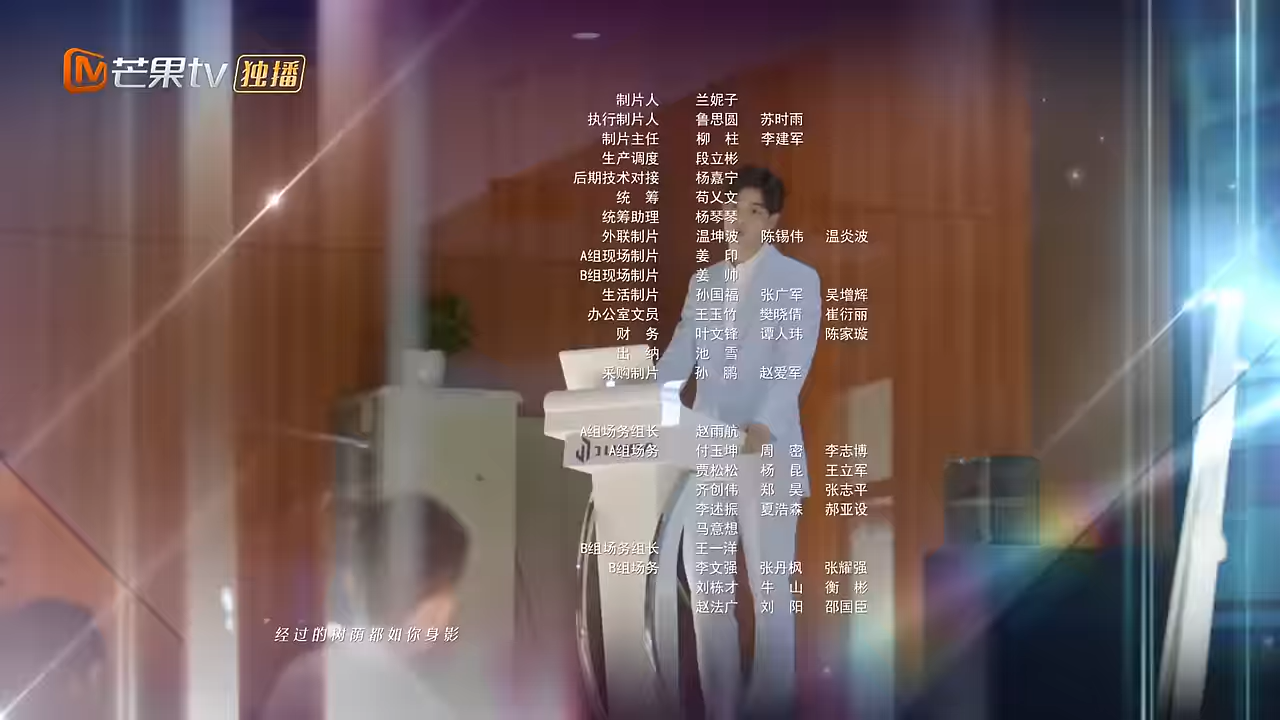 芒果tv 独播
制片人 兰妮子
执行制片人 鲁思圆 苏时雨
制片主任 柳 柱 李建军
生产调度 段立彬
后期技术对接 杨嘉宁
统 筹 苟乂文
统筹助理 杨琴琴
外联制片 温坤玻 陈锡伟 温炎波
A组现场制片 姜 印
B组现场制片 姜 帅
生活制片 孙国福 张广军 吴增辉
办公室文员 王玉竹 樊晓倩 崔衍丽
财 务 叶文锋 谭人玮 陈家璇
出 纳 池 雪
采购制片 孙 鹏 赵爱军
A组场务组长 赵雨航
A组场务 付玉坤 周 密 李志博
贾松松 杨 昆 王立军
齐创伟 郑 昊 张志平
李述振 夏浩森 郝亚设
马意想
B组场务组长 王一洋
B组场务 李文强 张丹枫 张耀强
刘栋才 牛 山 衡 彬
赵法广 刘 阳 邵国臣
经过的树荫都如你身影